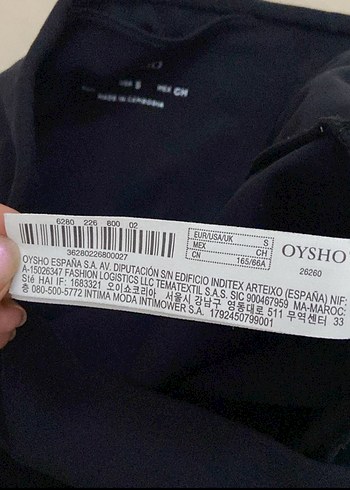 S MEX CH
MADE IN CAMBODIA
6280 226 800 02
36280226800027
EUR/USA/UK S
MEX CH
CN 165/66A
OYSHO
26260
OYSHO ESPAÑA S.A. AV. DIPUTACIÓN S/N EDIFICIO INDITEX ARTEIXO (ESPAÑA) NIF:
A-15026347 FASHION LOGISTICS LLC TEMATEXTIL S.A.S. SIC 900467959 MA-MAROC:
Sté HAI IF: 1683321 오이쇼코리아 서울시 강남구 영동대로 511 무역센터 33
층 080-500-5772 INTIMA MODA INTIMOWER S.A. 1792450799001